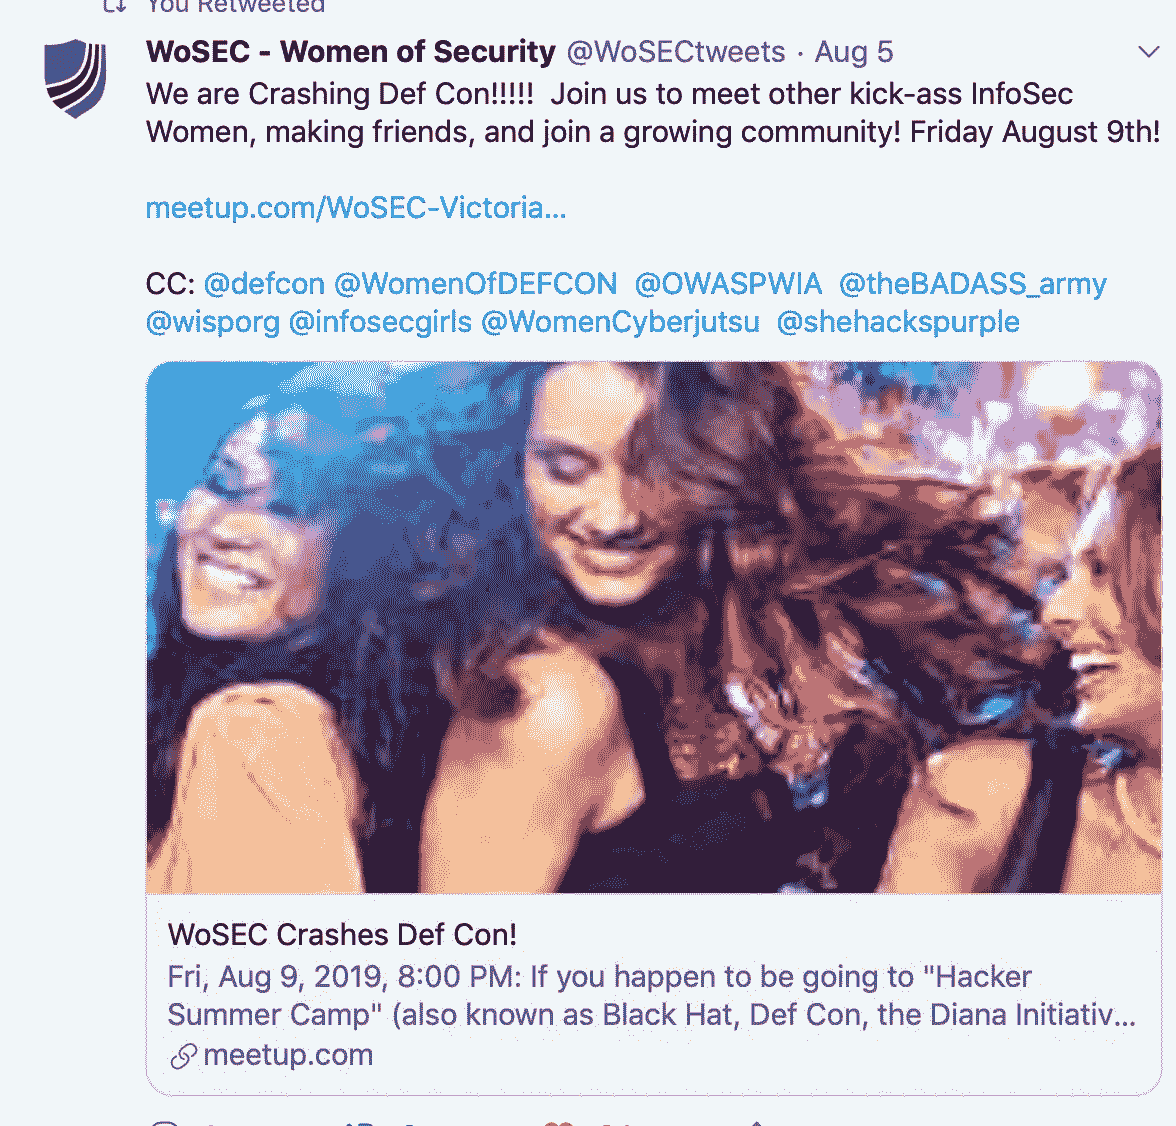 You Retweeted
WoSEC - Women of Security @WoSECtweets · Aug 5
We are Crashing Def Con!!!!! Join us to meet other kick-ass InfoSec
Women, making friends, and join a growing community! Friday August 9th!
meetup.com/WoSEC-Victoria...
CC: @defcon @WomenOfDEFCON @OWASPWIA @theBADASS_army
@wisporg @infosecgirls @WomenCyberjutsu @shehackspurple
WoSEC Crashes Def Con!
Fri, Aug 9, 2019, 8:00 PM: If you happen to be going to "Hacker
Summer Camp" (also known as Black Hat, Def Con, the Diana Initiativ...
meetup.com